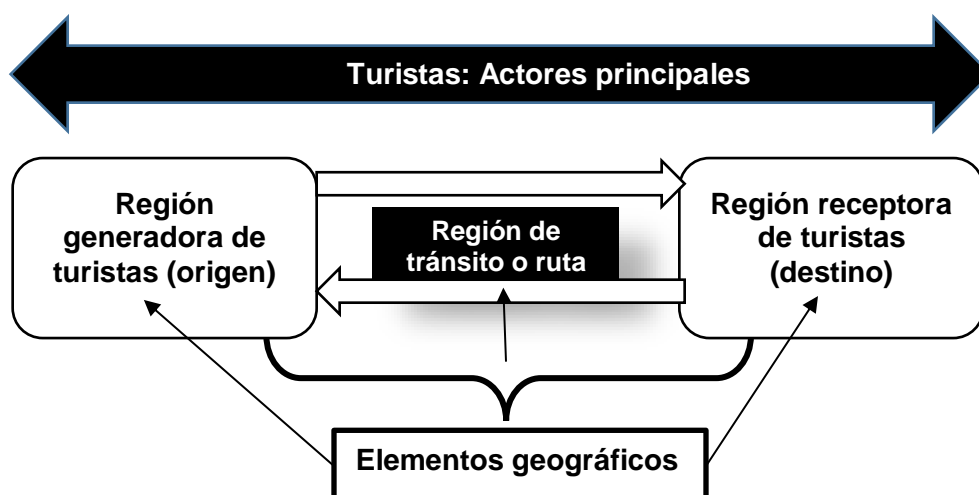 Turistas: Actores principales
Región
generadora de
turistas (origen)
Región de
tránsito o ruta
Región receptora
de turistas
(destino)
Elementos geográficos